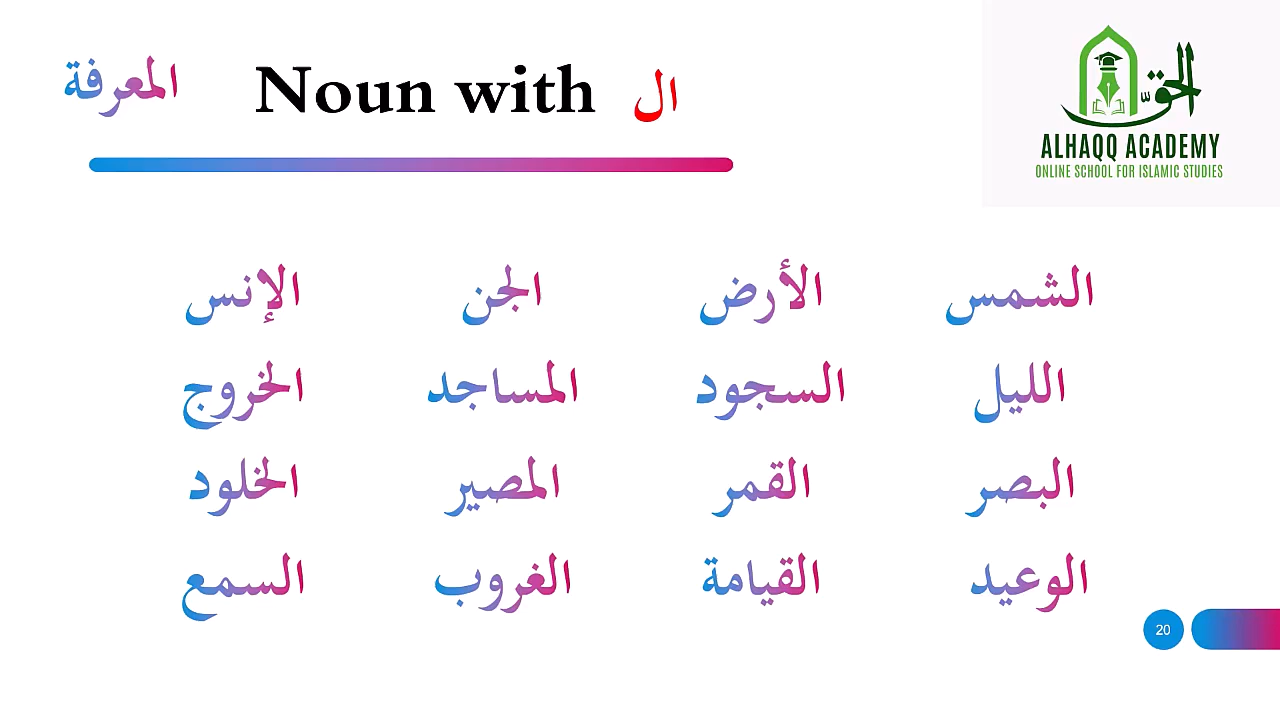 المعرفة Noun with ال
الحق
ALHAQQ ACADEMY
ONLINE SCHOOL FOR ISLAMIC STUDIES
الشمس الأرض الجن الإنس
الليل السجود المساجد الخروج
البصر القمر المصير الخلود
الوعيد القيامة الغروب السمع
20